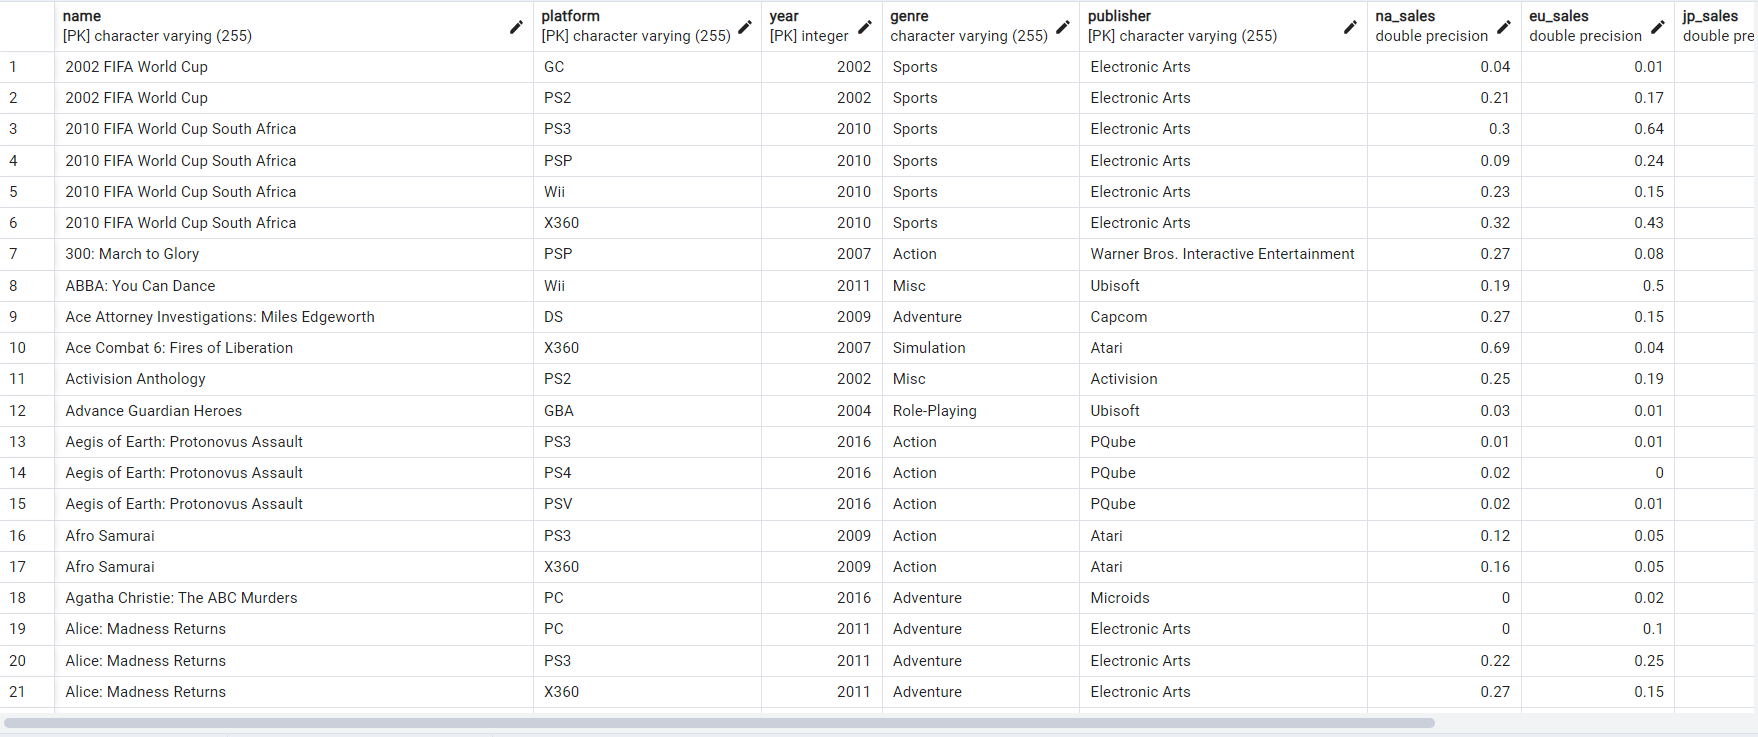 name platform year genre publisher na_sales eu_sales jp_sales
[PK] character varying (255) [PK] character varying (255) [PK] integer character varying (255) [PK] character varying (255) double precision double precision double pre
1 2002 FIFA World Cup GC 2002 Sports Electronic Arts 0.04 0.01
2 2002 FIFA World Cup PS2 2002 Sports Electronic Arts 0.21 0.17
3 2010 FIFA World Cup South Africa PS3 2010 Sports Electronic Arts 0.3 0.64
4 2010 FIFA World Cup South Africa PSP 2010 Sports Electronic Arts 0.09 0.24
5 2010 FIFA World Cup South Africa Wii 2010 Sports Electronic Arts 0.23 0.15
6 2010 FIFA World Cup South Africa X360 2010 Sports Electronic Arts 0.32 0.43
7 300: March to Glory PSP 2007 Action Warner Bros. Interactive Entertainment 0.27 0.08
8 ABBA: You Can Dance Wii 2011 Misc Ubisoft 0.19 0.5
9 Ace Attorney Investigations: Miles Edgeworth DS 2009 Adventure Capcom 0.27 0.15
10 Ace Combat 6: Fires of Liberation X360 2007 Simulation Atari 0.69 0.04
11 Activision Anthology PS2 2002 Misc Activision 0.25 0.19
12 Advance Guardian Heroes GBA 2004 Role-Playing Ubisoft 0.03 0.01
13 Aegis of Earth: Protonovus Assault PS3 2016 Action PQube 0.01 0.01
14 Aegis of Earth: Protonovus Assault PS4 2016 Action PQube 0.02 0
15 Aegis of Earth: Protonovus Assault PSV 2016 Action PQube 0.02 0.01
16 Afro Samurai PS3 2009 Action Atari 0.12 0.05
17 Afro Samurai X360 2009 Action Atari 0.16 0.05
18 Agatha Christie: The ABC Murders PC 2016 Adventure Microids 0 0.02
19 Alice: Madness Returns PC 2011 Adventure Electronic Arts 0 0.1
20 Alice: Madness Returns PS3 2011 Adventure Electronic Arts 0.22 0.25
21 Alice: Madness Returns X360 2011 Adventure Electronic Arts 0.27 0.15